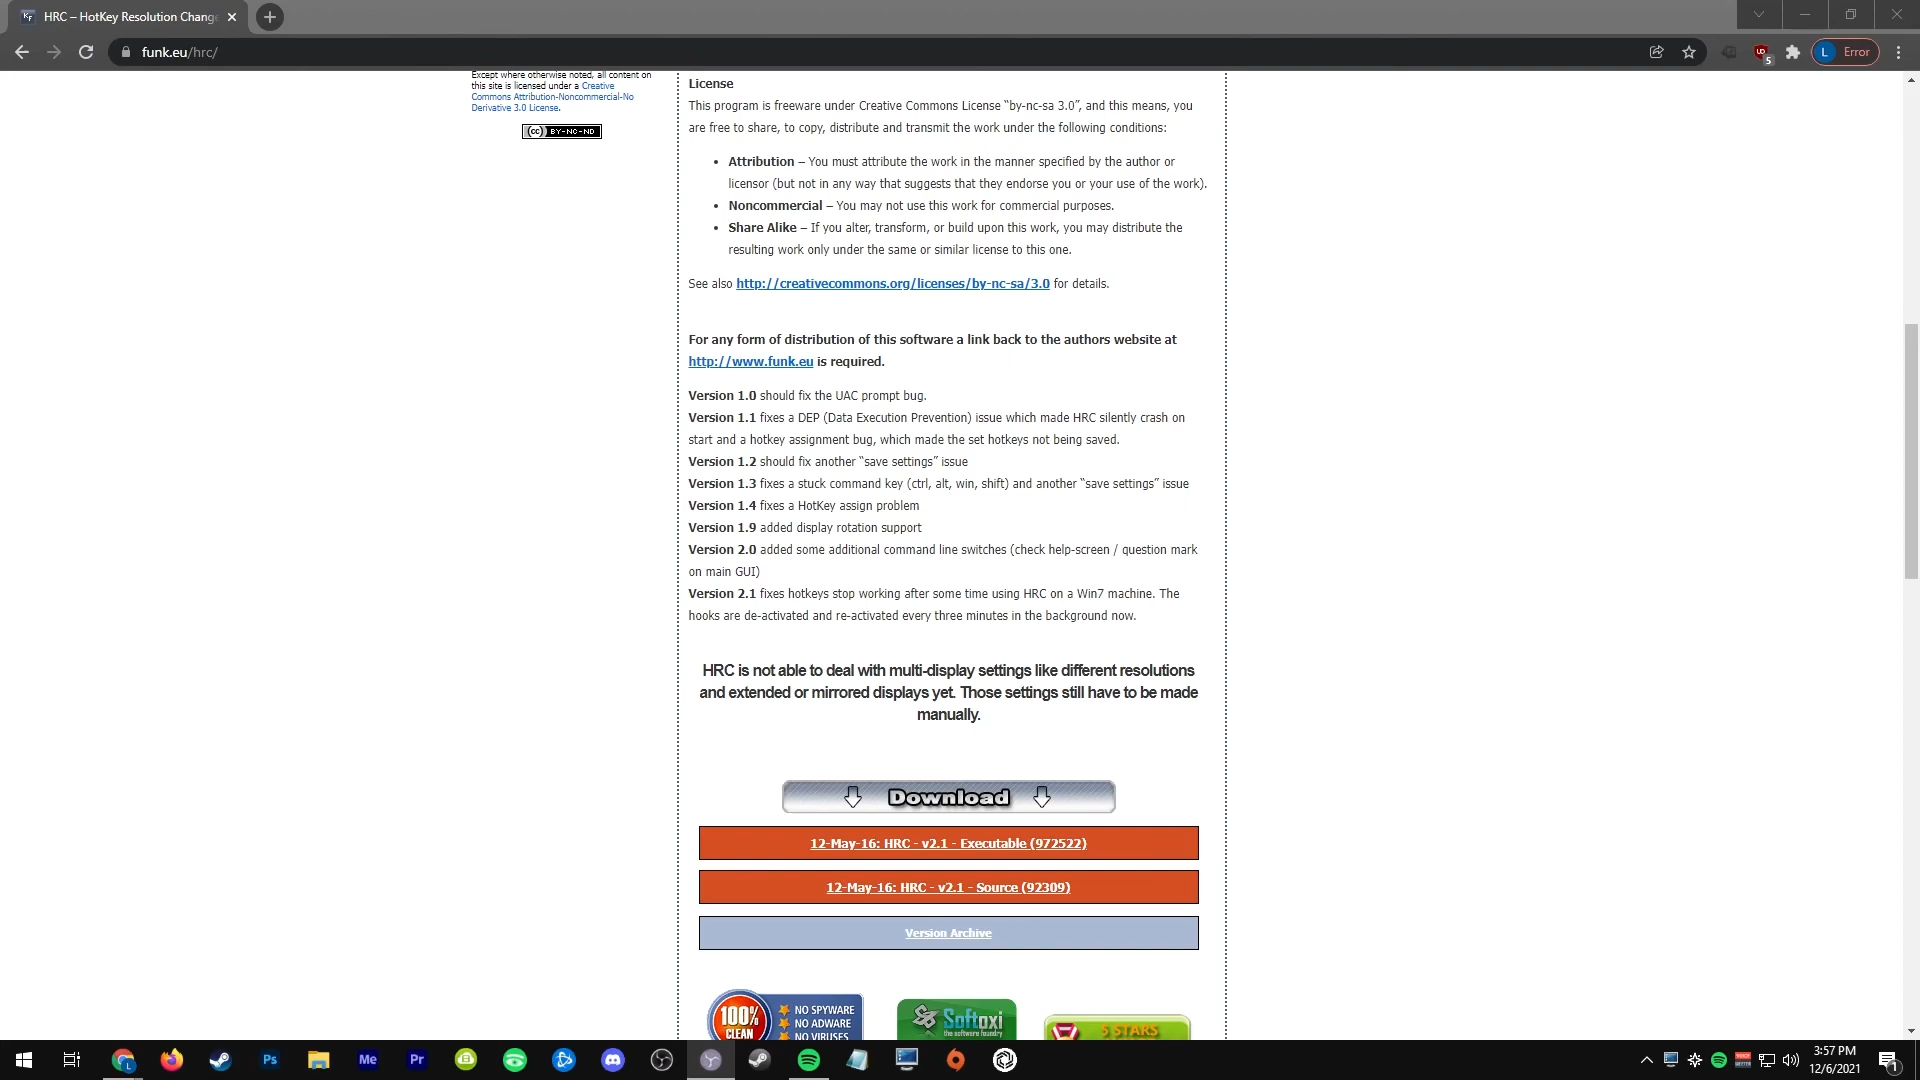 HRC – HotKey Resolution Change
funk.eu/hrc/
5
L Error
Except where otherwise noted, all content on
this site is licensed under a Creative
Commons Attribution-Noncommercial-No
Derivative 3.0 License.
(cc) BY-NC-ND
License
This program is freeware under Creative Commons License “by-nc-sa 3.0”, and this means, you
are free to share, to copy, distribute and transmit the work under the following conditions:
Attribution – You must attribute the work in the manner specified by the author or
licensor (but not in any way that suggests that they endorse you or your use of the work).
Noncommercial – You may not use this work for commercial purposes.
Share Alike – If you alter, transform, or build upon this work, you may distribute the
resulting work only under the same or similar license to this one.
See also http://creativecommons.org/licenses/by-nc-sa/3.0 for details.
For any form of distribution of this software a link back to the authors website at
http://www.funk.eu is required.
Version 1.0 should fix the UAC prompt bug.
Version 1.1 fixes a DEP (Data Execution Prevention) issue which made HRC silently crash on
start and a hotkey assignment bug, which made the set hotkeys not being saved.
Version 1.2 should fix another “save settings” issue
Version 1.3 fixes a stuck command key (ctrl, alt, win, shift) and another “save settings” issue
Version 1.4 fixes a HotKey assign problem
Version 1.9 added display rotation support
Version 2.0 added some additional command line switches (check help-screen / question mark
on main GUI)
Version 2.1 fixes hotkeys stop working after some time using HRC on a Win7 machine. The
hooks are de-activated and re-activated every three minutes in the background now.
HRC is not able to deal with multi-display settings like different resolutions
and extended or mirrored displays yet. Those settings still have to be made
manually.
Download
12-May-16: HRC - v2.1 - Executable (972522)
12-May-16: HRC - v2.1 - Source (92309)
Version Archive
100% CLEAN
NO SPYWARE
NO ADWARE
NO VIRUSES
Softoxi
the software foundry
5 STARS
Ps
Me
Pr
3:57 PM
12/6/2021
1